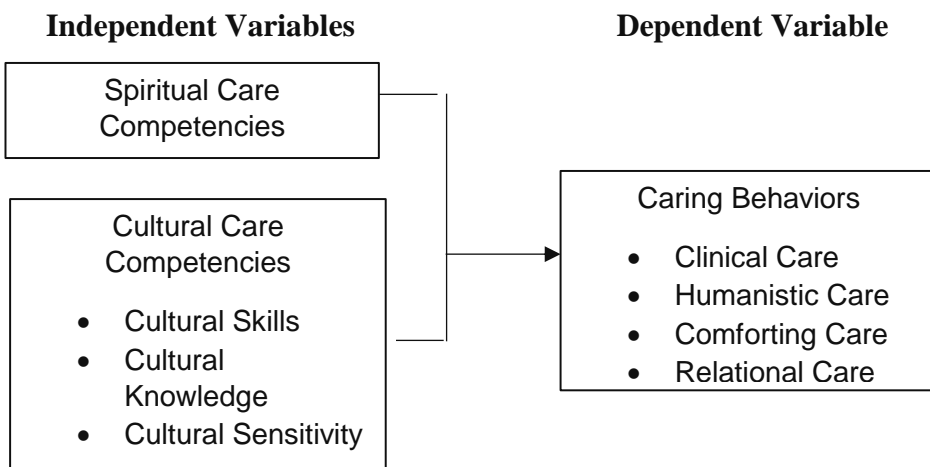 Independent Variables
Dependent Variable
Spiritual Care
Competencies
Cultural Care
Competencies
• Cultural Skills
• Cultural
Knowledge
• Cultural Sensitivity
Caring Behaviors
• Clinical Care
• Humanistic Care
• Comforting Care
• Relational Care